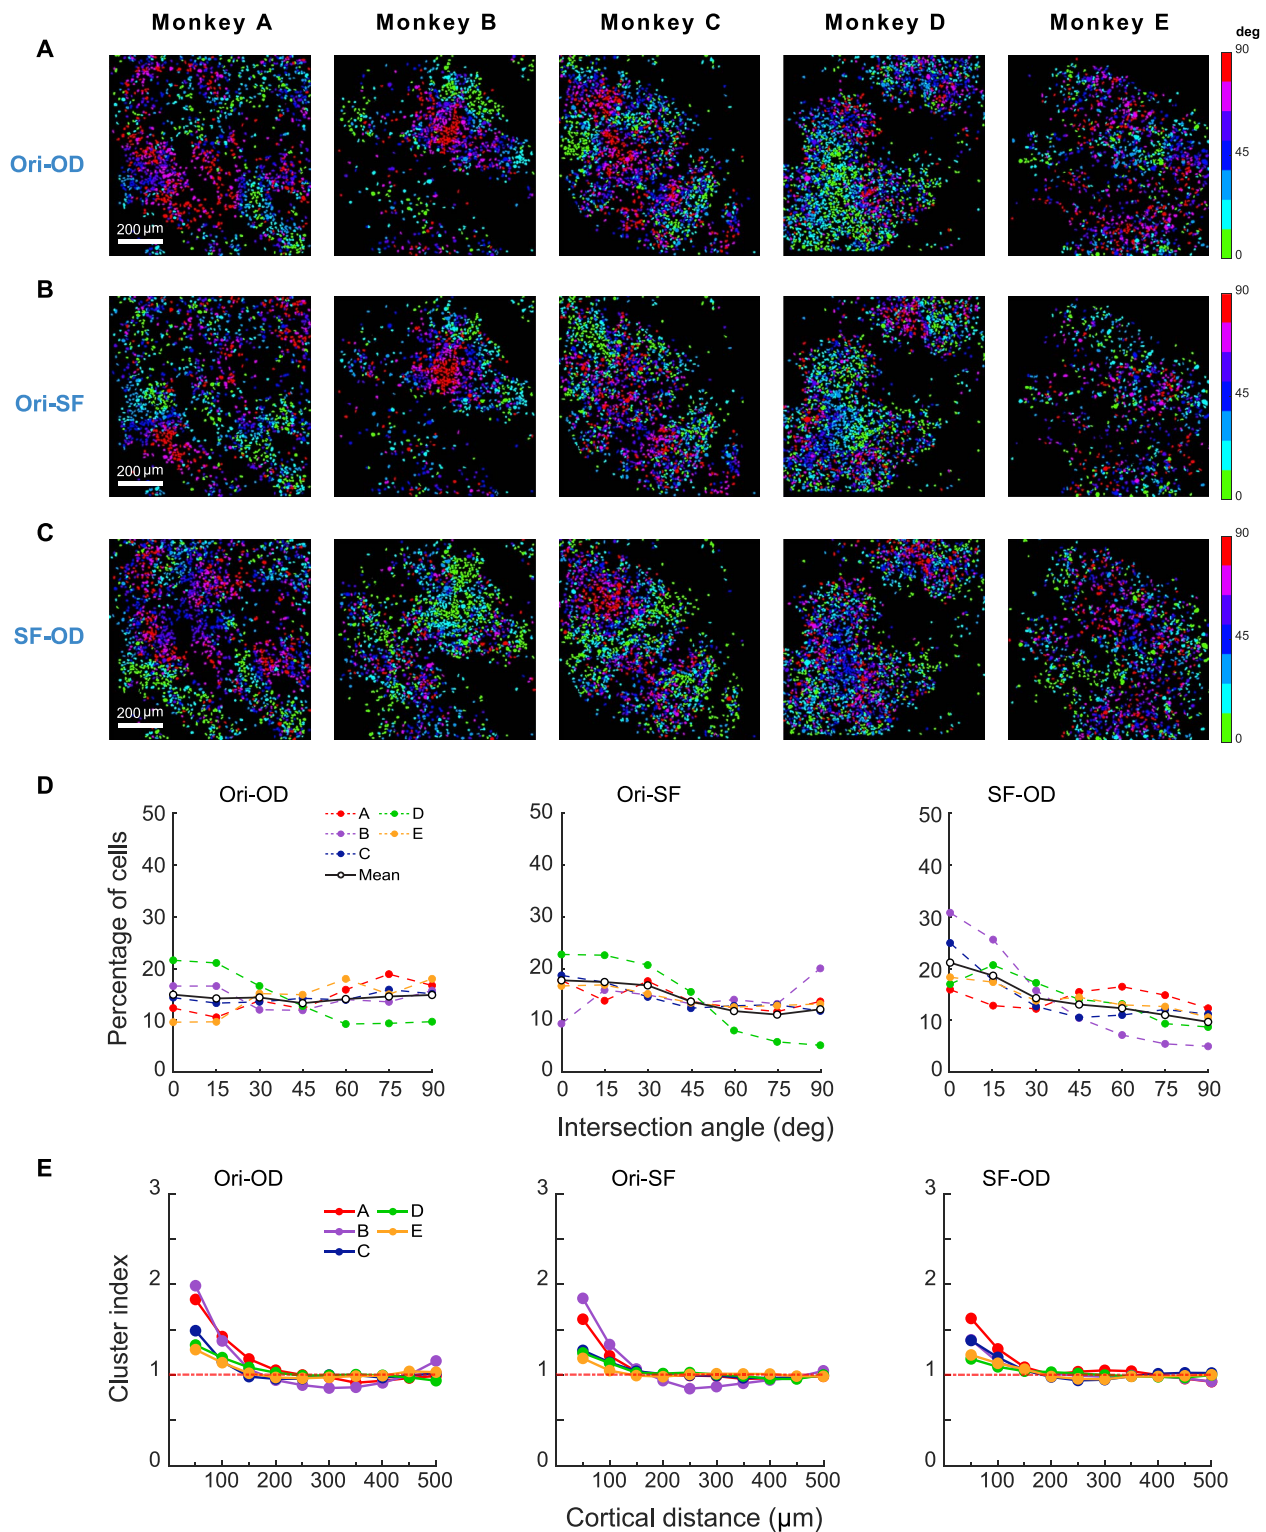 Monkey A Monkey B Monkey C Monkey D Monkey E
deg
A
90
Ori-OD
45
200 µm
0
B
90
Ori-SF
45
200 µm
0
C
90
SF-OD
45
200 µm
0
D
Ori-OD Ori-SF SF-OD
50 50 50
A D
B E
C
Mean
40 40 40
30 30 30
20 20 20
10 10 10
0 0 0
Percentage of cells
0 15 30 45 60 75 90 0 15 30 45 60 75 90 0 15 30 45 60 75 90
Intersection angle (deg)
E
Ori-OD Ori-SF SF-OD
3 3 3
A D
B E
C
2 2 2
1 1 1
0 0 0
Cluster index
100 200 300 400 500 100 200 300 400 500 100 200 300 400 500
Cortical distance (µm)